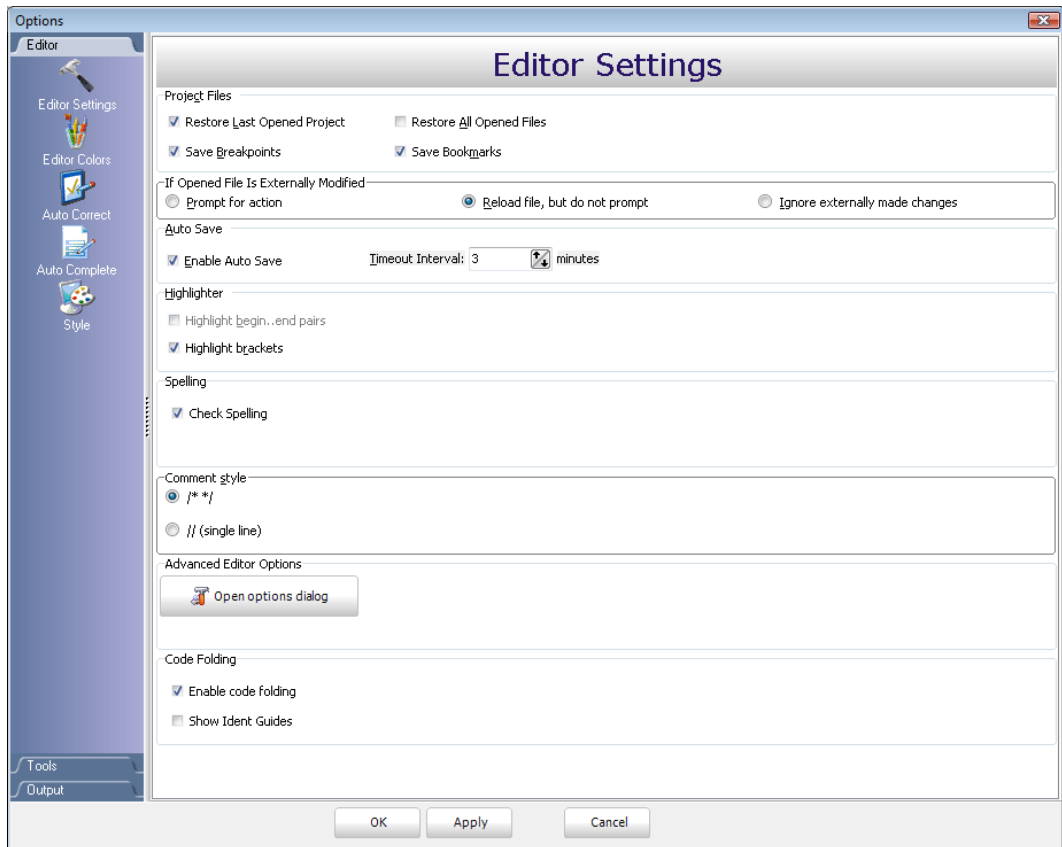 Options
Editor
Editor Settings
Editor Colors
Auto Correct
Auto Complete
Style
Tools
Output
Editor Settings
Project Files
Restore Last Opened Project Restore All Opened Files
Save Breakpoints Save Bookmarks
If Opened File Is Externally Modified
Prompt for action Reload file, but do not prompt Ignore externally made changes
Auto Save
Enable Auto Save Timeout Interval: 3 minutes
Highlighter
Highlight begin..end pairs
Highlight brackets
Spelling
Check Spelling
Comment style
/* */
// (single line)
Advanced Editor Options
Open options dialog
Code Folding
Enable code folding
Show Ident Guides
OK Apply Cancel